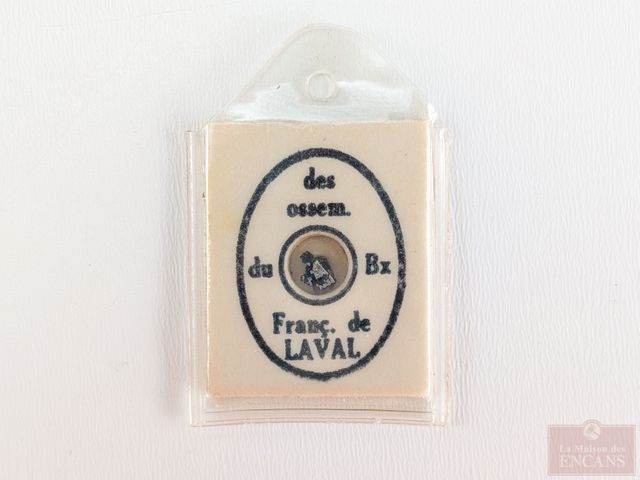 des
ossem.
du Bx
Franç. de
LAVAL
La Maison des
ENCANS